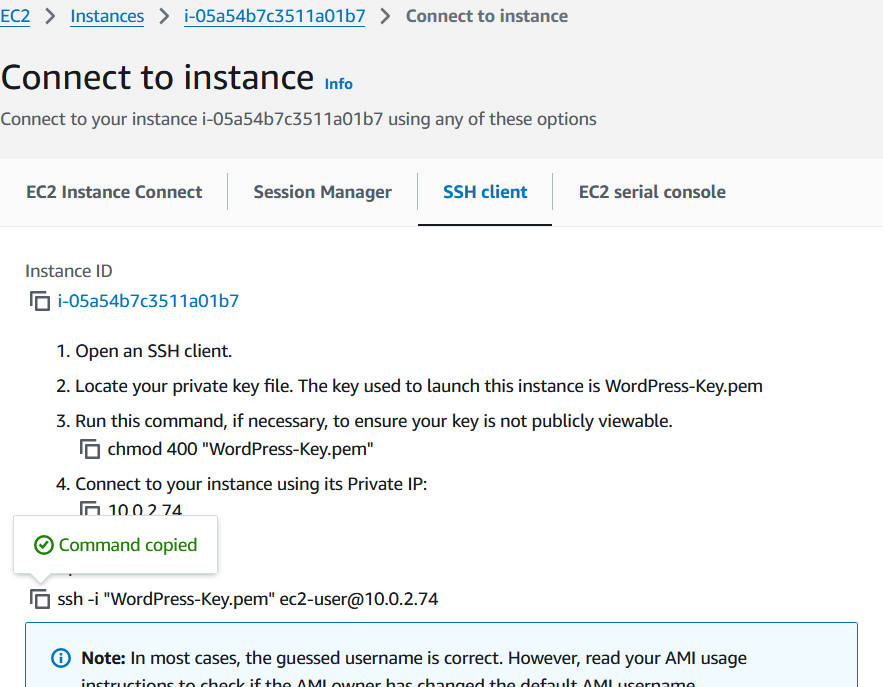 EC2 > Instances > i-05a54b7c3511a01b7 > Connect to instance
Connect to instance Info
Connect to your instance i-05a54b7c3511a01b7 using any of these options
EC2 Instance Connect
Session Manager
SSH client
EC2 serial console
Instance ID
i-05a54b7c3511a01b7
1. Open an SSH client.
2. Locate your private key file. The key used to launch this instance is WordPress-Key.pem
3. Run this command, if necessary, to ensure your key is not publicly viewable.
chmod 400 "WordPress-Key.pem"
4. Connect to your instance using its Private IP:
10.0.2.74
Command copied
ssh -i "WordPress-Key.pem" ec2-user@10.0.2.74
Note: In most cases, the guessed username is correct. However, read your AMI usage
instructions to check if the AMI owner has changed the default AMI username.